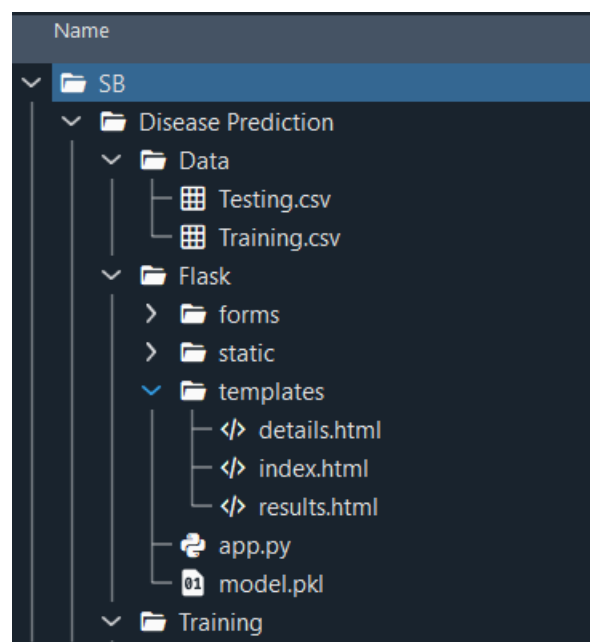 Name
SB
Disease Prediction
Data
Testing.csv
Training.csv
Flask
forms
static
templates
</> details.html
</> index.html
</> results.html
app.py
01 model.pkl
Training